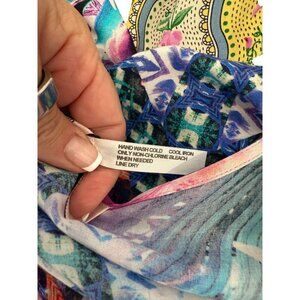 HAND WASH COLD COOL IRON
ONLY NON-CHLORINE BLEACH
WHEN NEEDED
LINE DRY